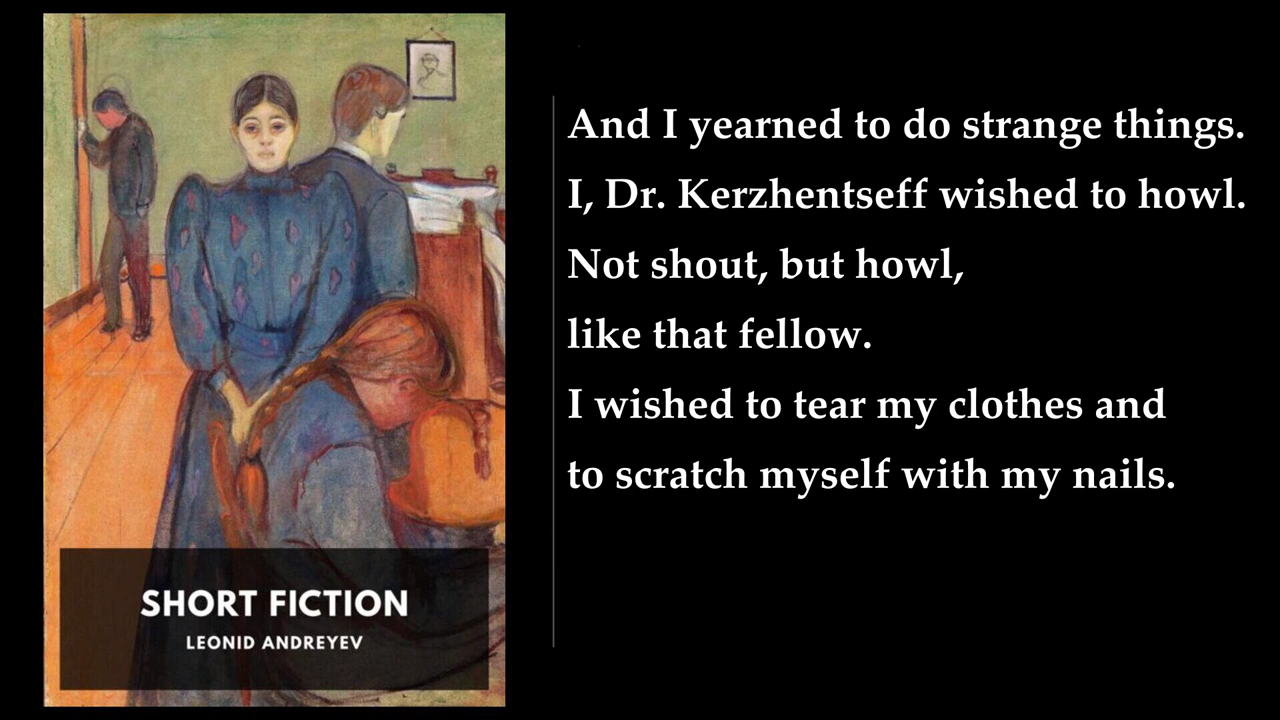 SHORT FICTION
LEONID ANDREYEV
And I yearned to do strange things.
I, Dr. Kerzhentseff wished to howl.
Not shout, but howl,
like that fellow.
I wished to tear my clothes and
to scratch myself with my nails.